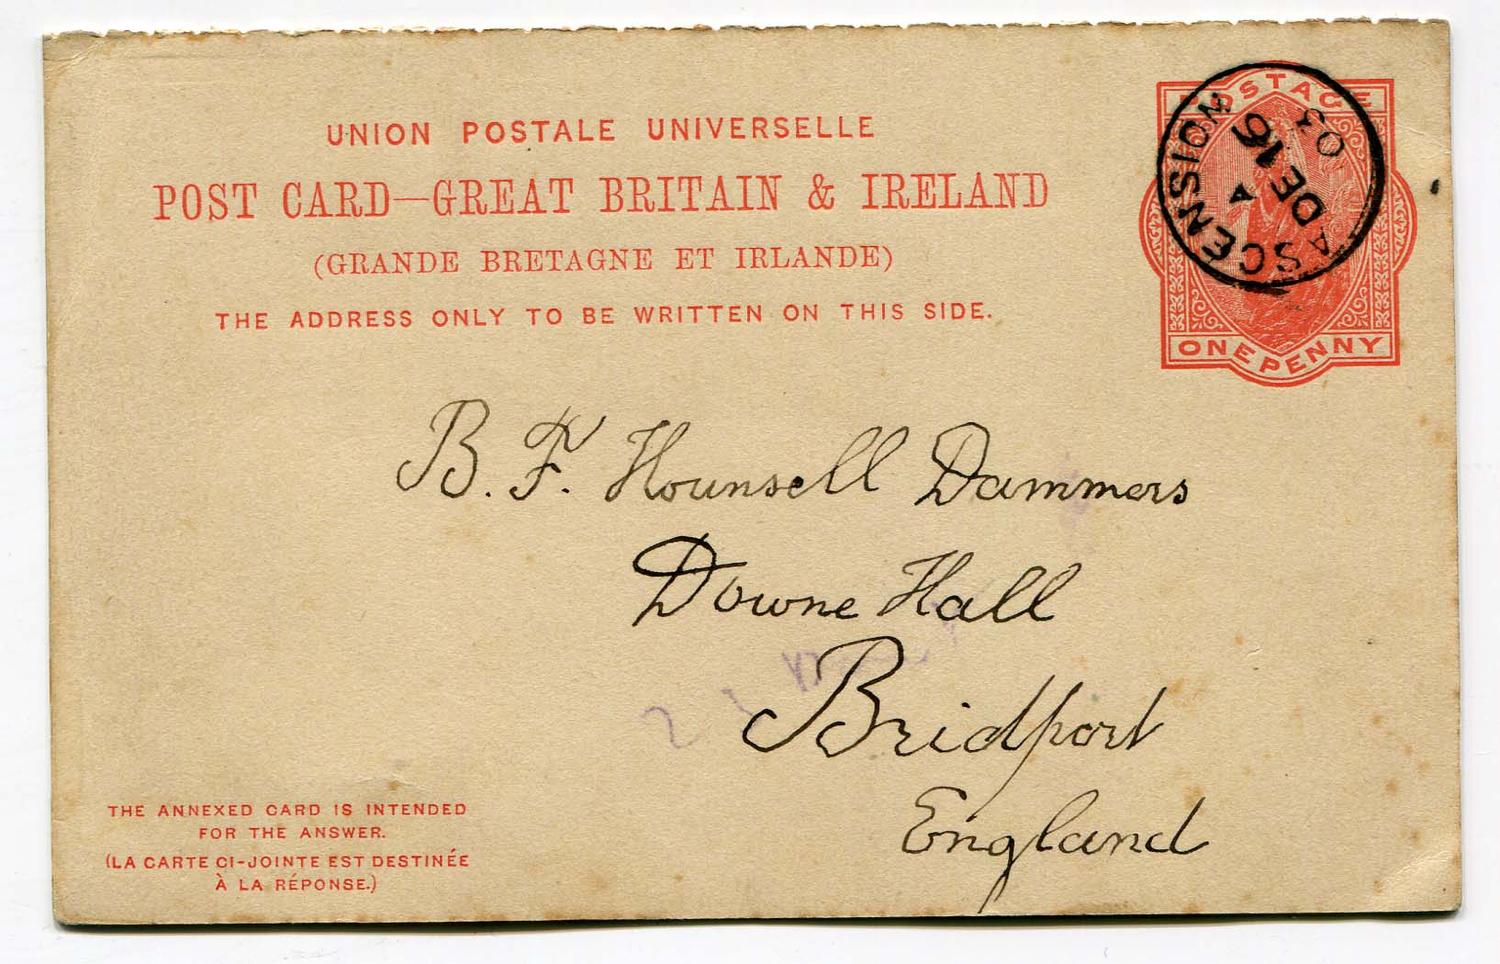 UNION POSTALE UNIVERSELLE
POST CARD—GREAT BRITAIN & IRELAND
(GRANDE BRETAGNE ET IRLANDE)
THE ADDRESS ONLY TO BE WRITTEN ON THIS SIDE.
POSTAGE
ONE PENNY
ASCENSION
A
DE 16
03
B. F. Hounsell Dammers
Downe Hall
Bridport
England
THE ANNEXED CARD IS INTENDED
FOR THE ANSWER.
(LA CARTE CI-JOINTE EST DESTINÉE
À LA RÉPONSE.)